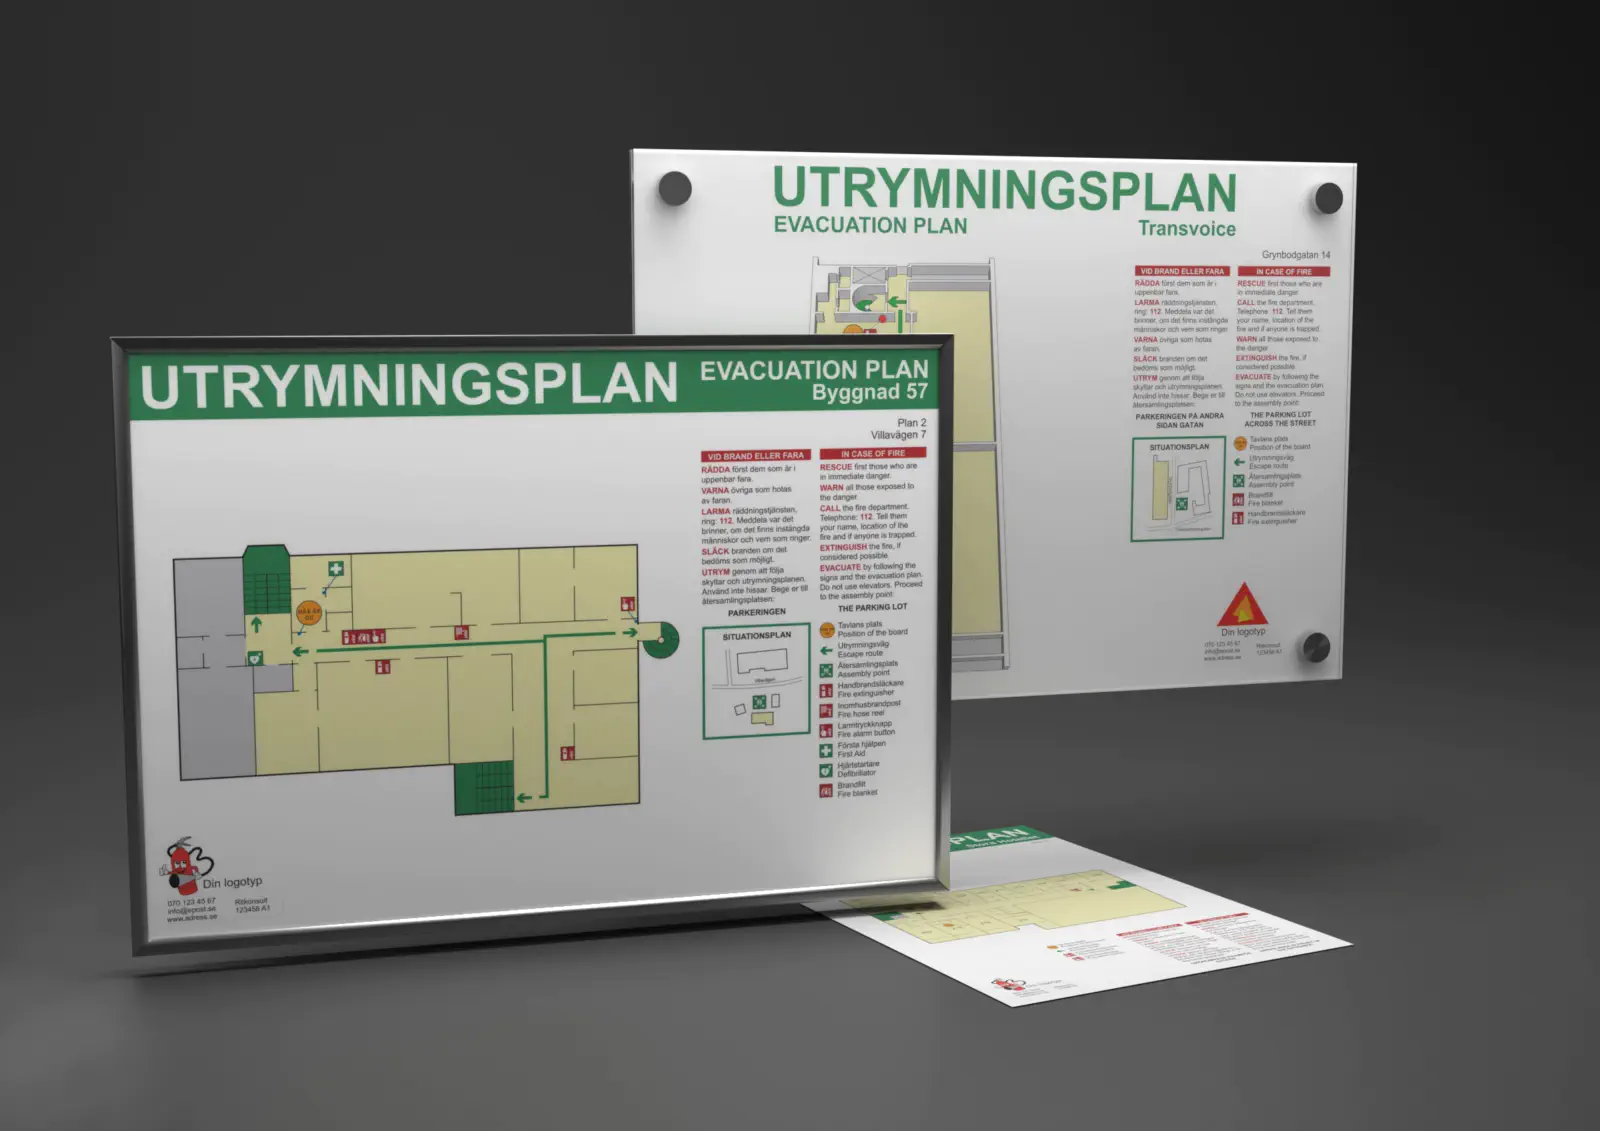 UTRYMNINGSPLAN
EVACUATION PLAN
Transvoice
Grynbodgatan 14
VID BRAND ELLER FARA
RÄDDA först dem som är i
uppenbar fara.
LARMA räddningstjänsten,
ring: 112. Meddela var det
brinner, om det finns instängda
människor och vem som ringer.
VARNA övriga som hotas
av faran.
SLÄCK branden om det
bedöms som möjligt.
UTRYM genom att följa
skyltar och utrymningsplanen.
Använd inte hissar. Bege er till
återsamlingsplatsen:
PARKERINGEN PÅ ANDRA
SIDAN GATAN
IN CASE OF FIRE
RESCUE first those who are
in immediate danger
CALL the fire department.
Telephone: 112. Tell them
your name, location of the
fire and if anyone is trapped.
WARN all those exposed to
the danger
EXTINGUISH the fire, if
considered possible.
EVACUATE by following the
signs and the evacuation plan
Do not use elevators. Proceed
to the assembly point:
THE PARKING LOT
ACROSS THE STREET
SITUATIONSPLAN
Tavlans plats
Position of the board
Utrymningsväg
Escape route
Återsamlingsplats
Assembly point
Brandfilt
Fire blanket
Handbrandsläckare
Fire extinguisher
Din logotyp
070 123 45 67
info@epost.se
www.adress.se
Ritkonsult
123456 A1
UTRYMNINGSPLAN
EVACUATION PLAN
Byggnad 57
Plan 2
Villavägen 7
VID BRAND ELLER FARA
RÄDDA först dem som är i
uppenbar fara.
VARNA övriga som hotas
av faran.
LARMA räddningstjänsten,
ring: 112. Meddela var det
brinner, om det finns instängda
människor och vem som ringer.
SLÄCK branden om det
bedöms som möjligt.
UTRYM genom att följa
skyltar och utrymningsplanen.
Använd inte hissar. Bege er till
återsamlingsplatsen:
PARKERINGEN
IN CASE OF FIRE
RESCUE first those who are
in immediate danger.
WARN all those exposed to
the danger
CALL the fire department.
Telephone: 112. Tell them
your name, location of the
fire and if anyone is trapped.
EXTINGUISH the fire, if
considered possible.
EVACUATE by following the
signs and the evacuation plan.
Do not use elevators. Proceed
to the assembly point:
THE PARKING LOT
SITUATIONSPLAN
Tavlans plats
Position of the board
Utrymningsväg
Escape route
Återsamlingsplats
Assembly point
Handbrandsläckare
Fire extinguisher
Inomhusbrandpost
Fire hose reel
Larmtryckknapp
Fire alarm button
Första hjälpen
First Aid
Hjärtstartare
Defibrillator
Brandfilt
Fire blanket
Din logotyp
070 123 45 67
info@epost.se
www.adress.se
Ritkonsult
123456 A1
PLAN